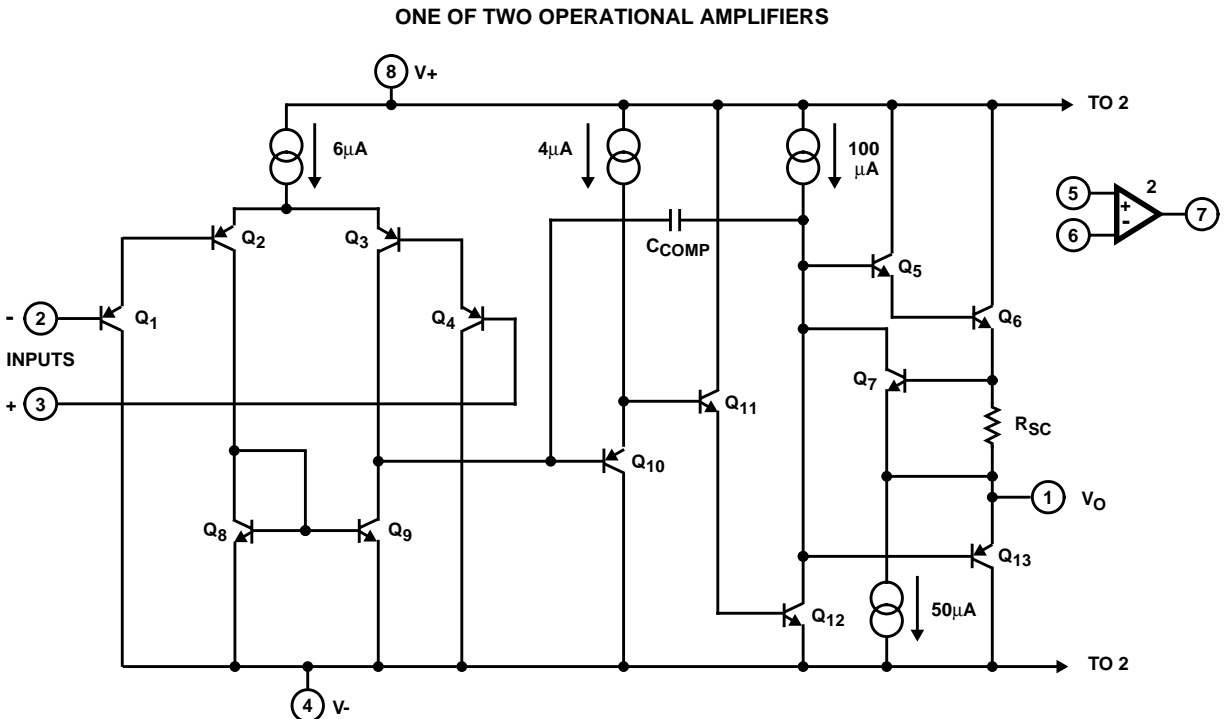 ONE OF TWO OPERATIONAL AMPLIFIERS
8 V+
TO 2
6µA
4µA
100
µA
5
6
+
-
2
7
Q2
Q3
CCOMP
Q5
- 2
Q1
Q4
Q6
INPUTS
+ 3
Q7
Q11
RSC
Q10
1 VO
Q8
Q9
Q13
Q12
50µA
TO 2
4 V-